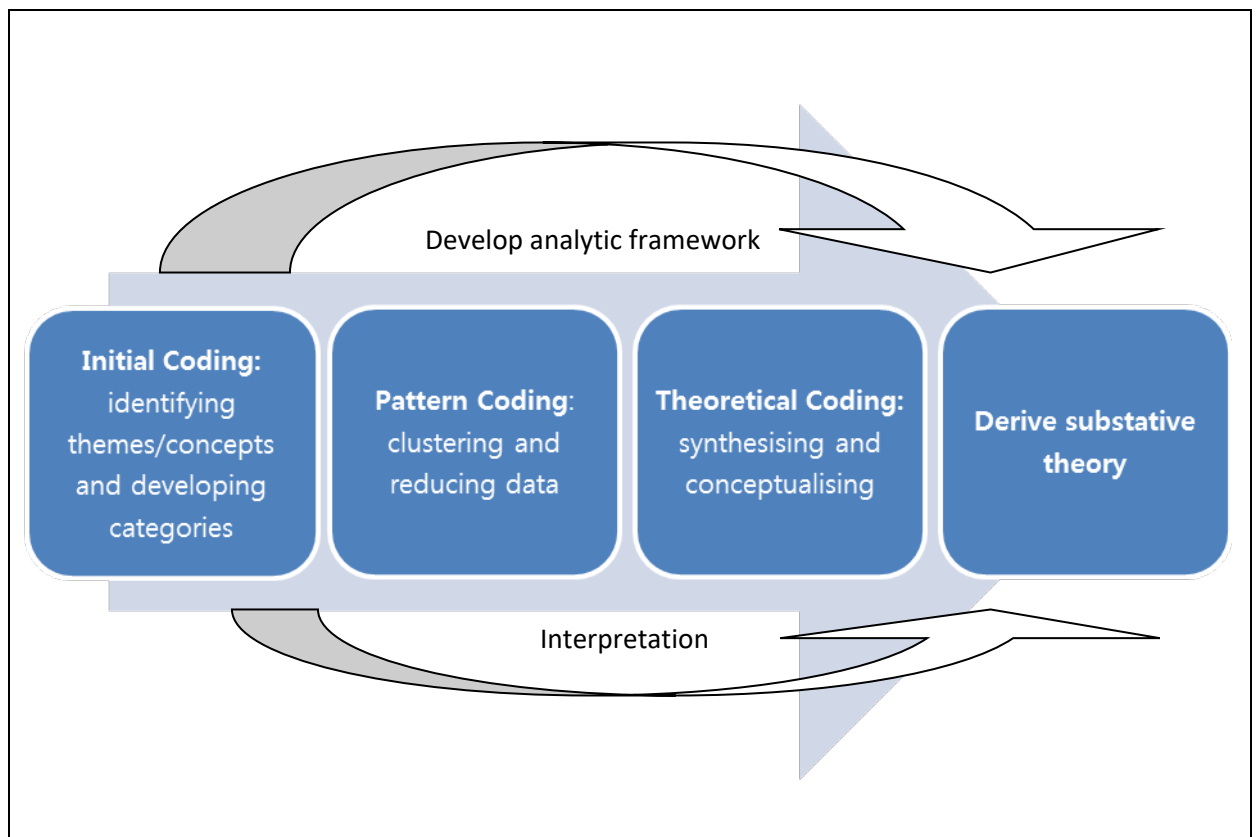 Develop analytic framework
Initial Coding:
identifying
themes/concepts
and developing
categories
Pattern Coding:
clustering and
reducing data
Theoretical Coding:
synthesising and
conceptualising
Derive substative
theory
Interpretation